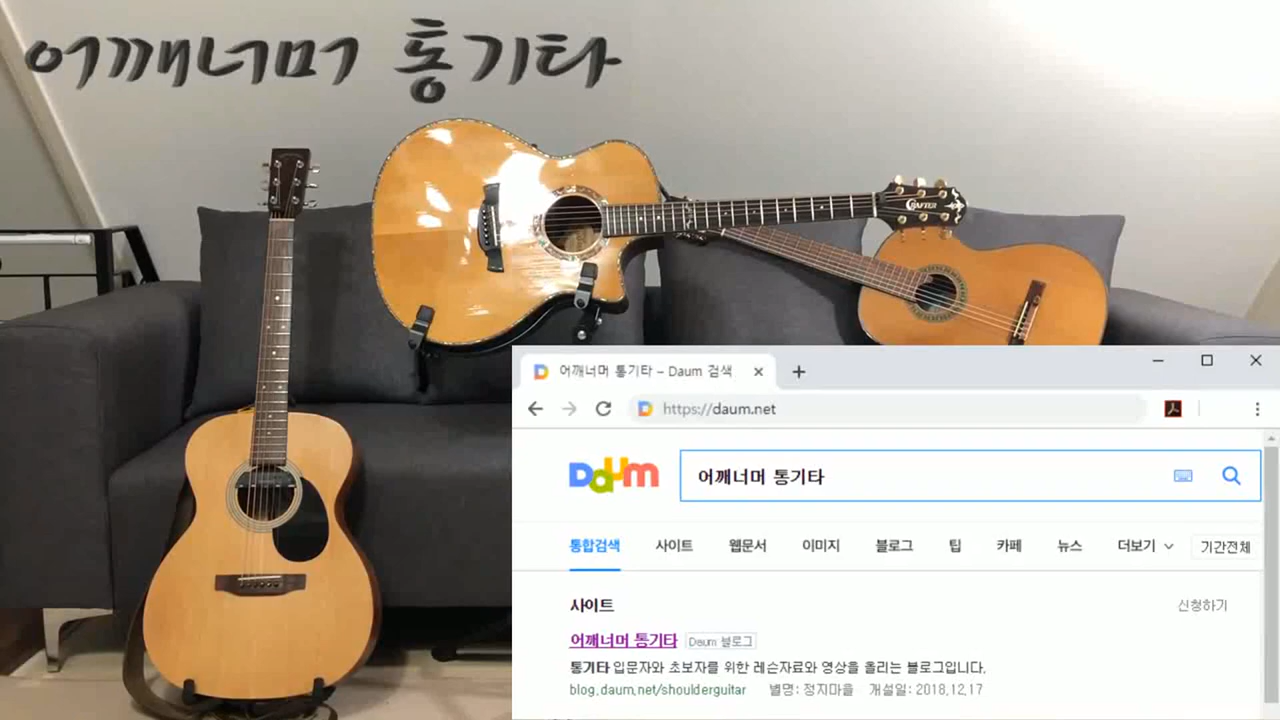 어깨너머 통기타
CRAFTER
어깨너머 통기타 – Daum 검색
https://daum.net
Daum
어깨너머 통기타
통합검색 사이트 웹문서 이미지 블로그 팁 카페 뉴스 더보기 기간전체
사이트 신청하기
어깨너머 통기타 Daum 블로그
통기타 입문자와 초보자를 위한 레슨자료와 영상을 올리는 블로그입니다.
blog.daum.net/shoulderguitar 별명: 정지마을 개설일: 2018.12.17